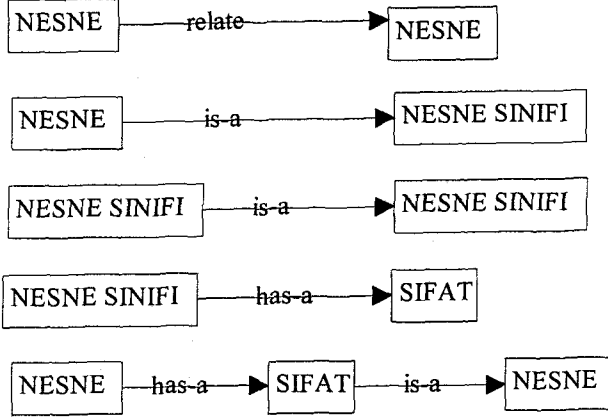 NESNE relate NESNE
NESNE is-a NESNE SINIFI
NESNE SINIFI is-a NESNE SINIFI
NESNE SINIFI has-a SIFAT
NESNE has-a SIFAT is-a NESNE